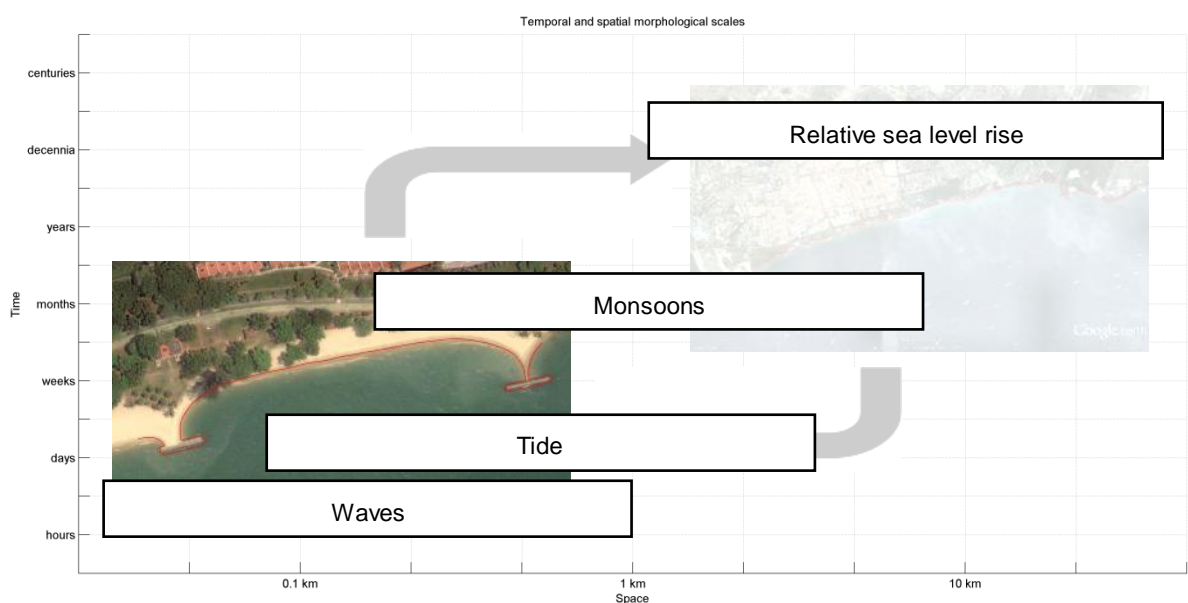 Temporal and spatial morphological scales
centuries
Relative sea level rise
decennia
years
Time
months
Monsoons
Google
weeks
Tide
days
Waves
hours
0.1 km
1 km
10 km
Space